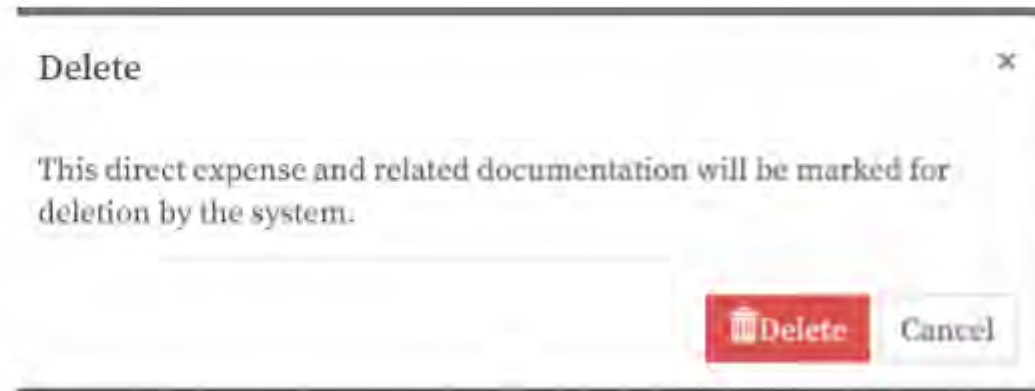 Delete ×
This direct expense and related documentation will be marked for
deletion by the system.
Delete Cancel